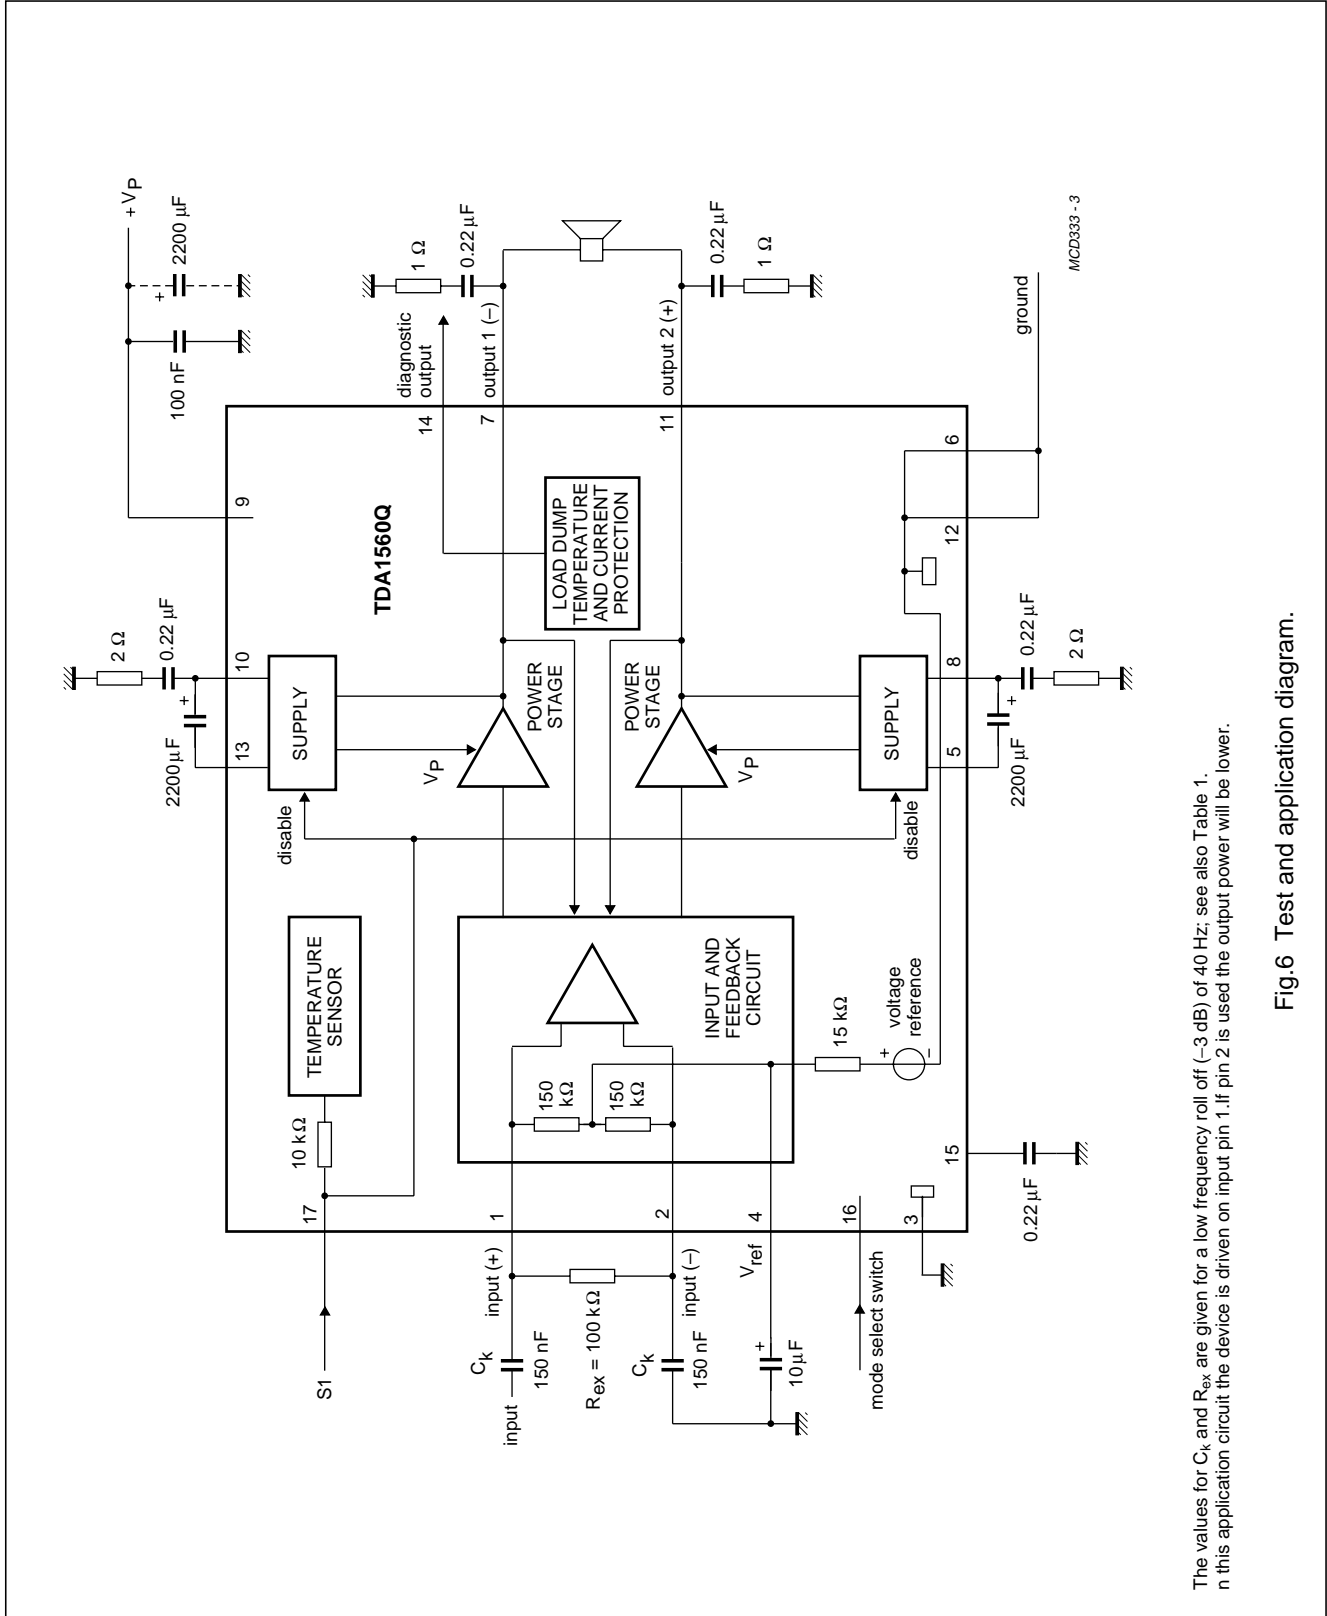 + VP
2200 µF
+
100 nF
2 Ω
0.22 µF
+
2200 µF
13
10
9
TDA1560Q
SUPPLY
disable
TEMPERATURE
SENSOR
10 kΩ
17
S1
VP
POWER
STAGE
LOAD DUMP
TEMPERATURE
AND CURRENT
PROTECTION
diagnostic
output
14
1 Ω
0.22 µF
7
output 1 (−)
11
output 2 (+)
0.22 µF
1 Ω
input (+)
1
Ck
150 nF
input
Rex = 100 kΩ
input (−)
2
Ck
150 nF
150
kΩ
150
kΩ
INPUT AND
FEEDBACK
CIRCUIT
POWER
STAGE
VP
Vref
4
+
10 µF
15 kΩ
+
−
voltage
reference
disable
SUPPLY
mode select switch
16
3
15
0.22 µF
5
8
2200 µF
+
0.22 µF
2 Ω
12
6
ground
MCD333 - 3
The values for Ck and Rex are given for a low frequency roll off (−3 dB) of 40 Hz; see also Table 1.
n this application circuit the device is driven on input pin 1.If pin 2 is used the output power will be lower.
Fig.6 Test and application diagram.